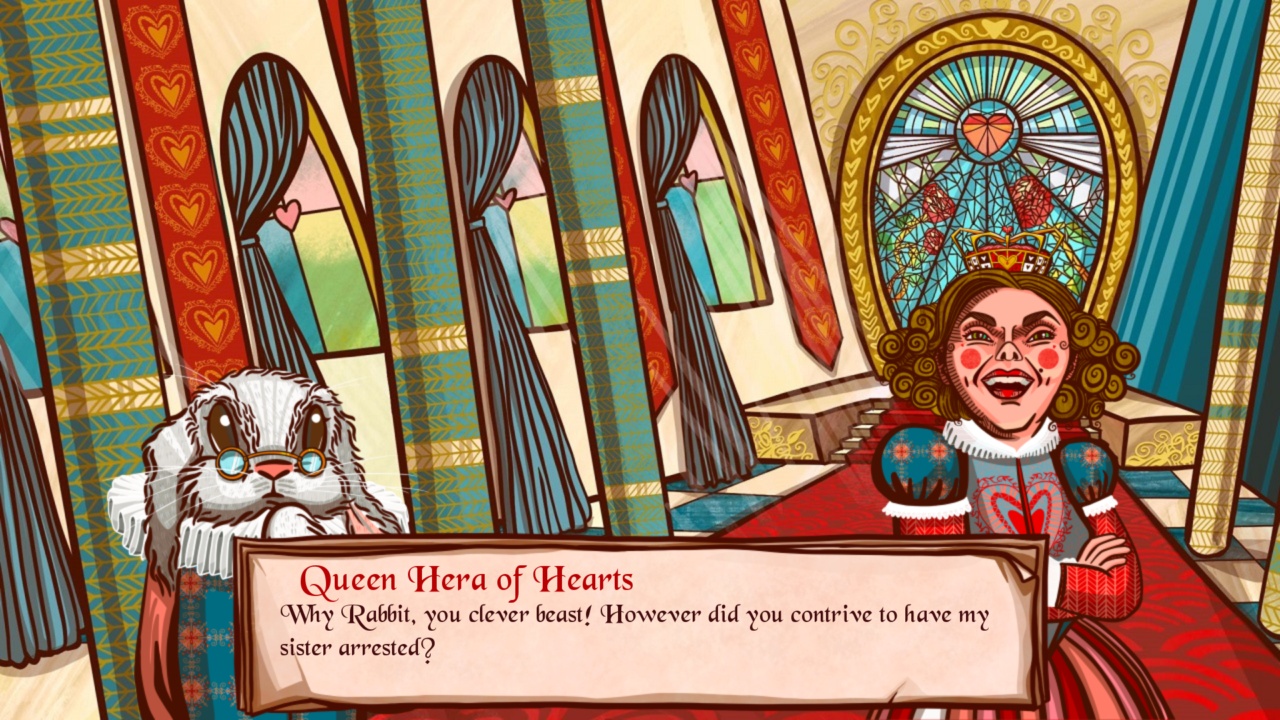 Queen Hera of Hearts
Why Rabbit, you clever beast! However did you contrive to have my
sister arrested?